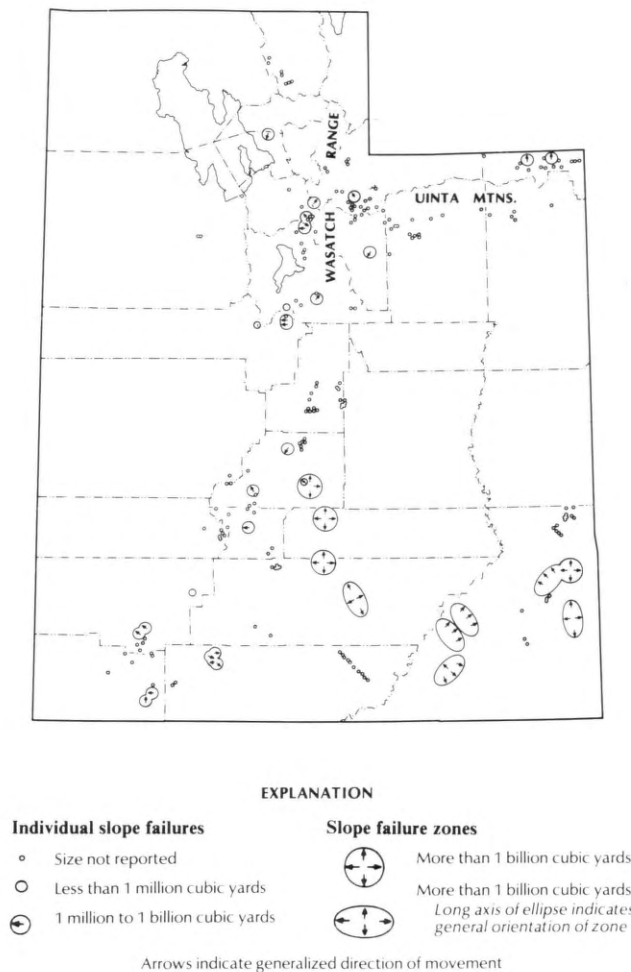 WASATCH RANGE
UINTA MTNS.
EXPLANATION
Individual slope failures
Size not reported
Less than 1 million cubic yards
1 million to 1 billion cubic yards
Slope failure zones
More than 1 billion cubic yards
More than 1 billion cubic yards
Long axis of ellipse indicates
general orientation of zone
Arrows indicate generalized direction of movement